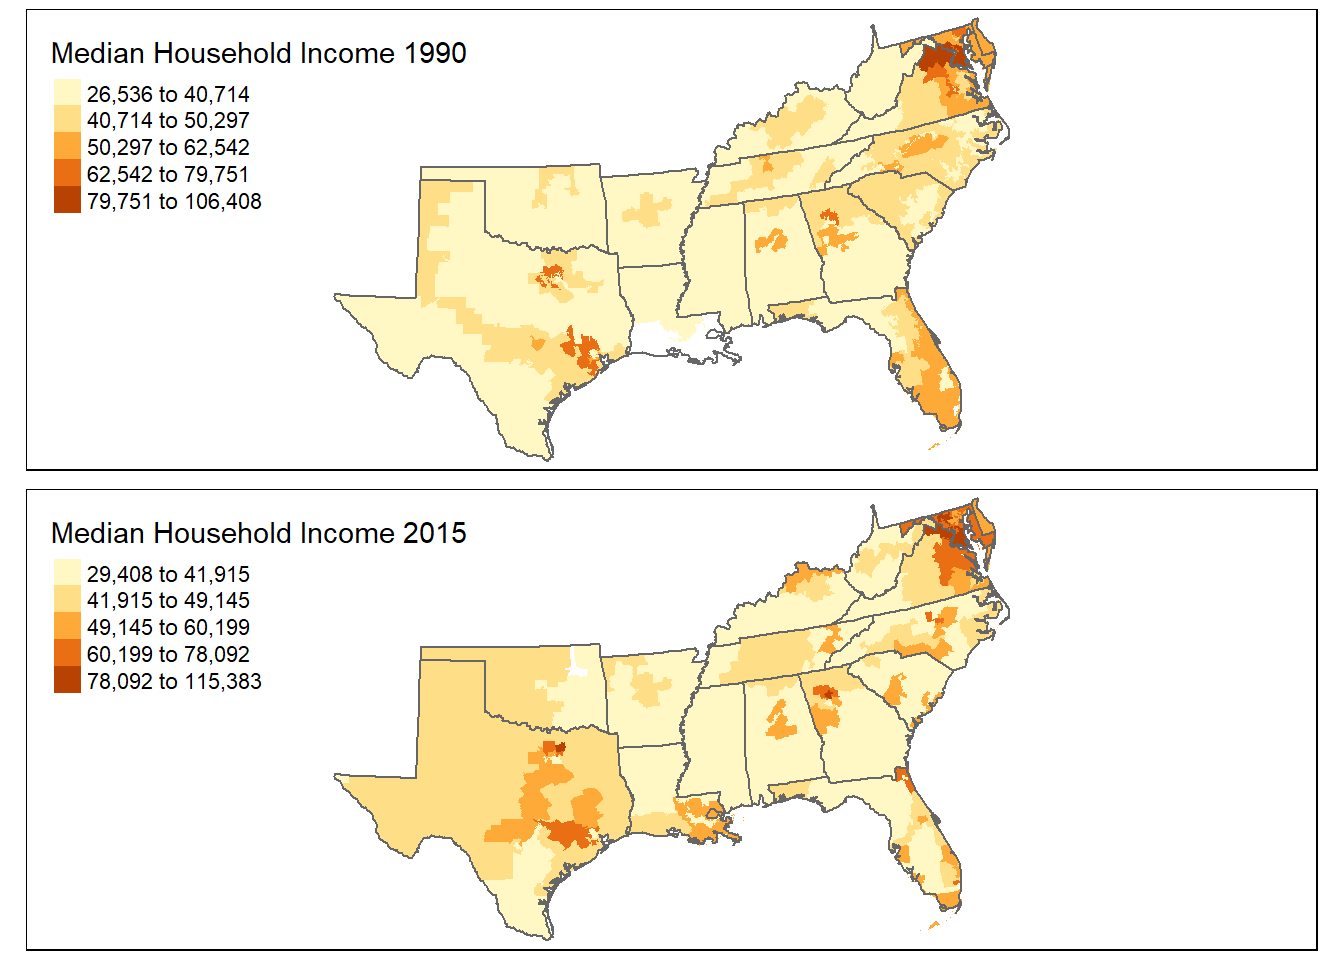 Median Household Income 1990
26,536 to 40,714
40,714 to 50,297
50,297 to 62,542
62,542 to 79,751
79,751 to 106,408
Median Household Income 2015
29,408 to 41,915
41,915 to 49,145
49,145 to 60,199
60,199 to 78,092
78,092 to 115,383